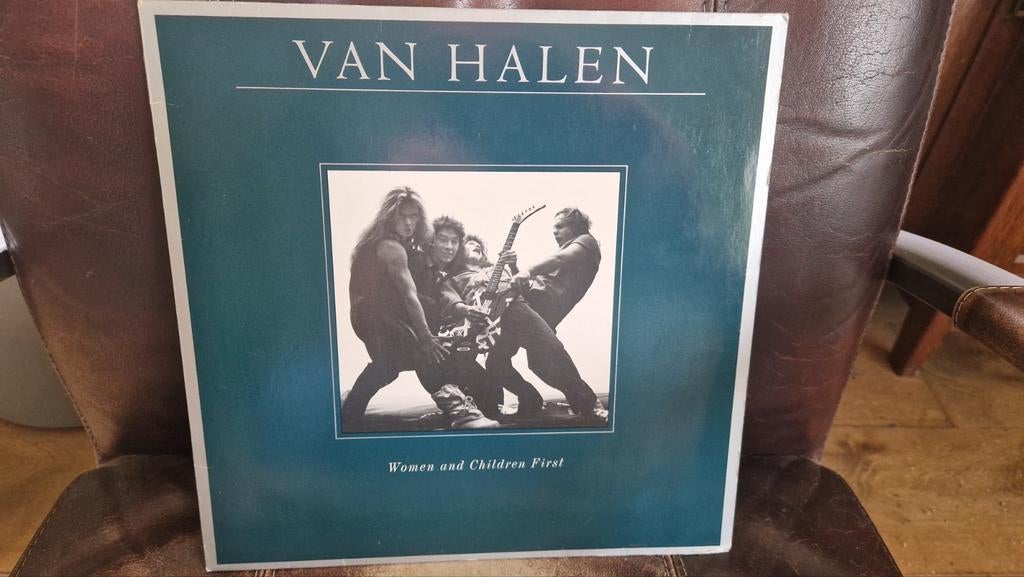 VAN HALEN
Women and Children First